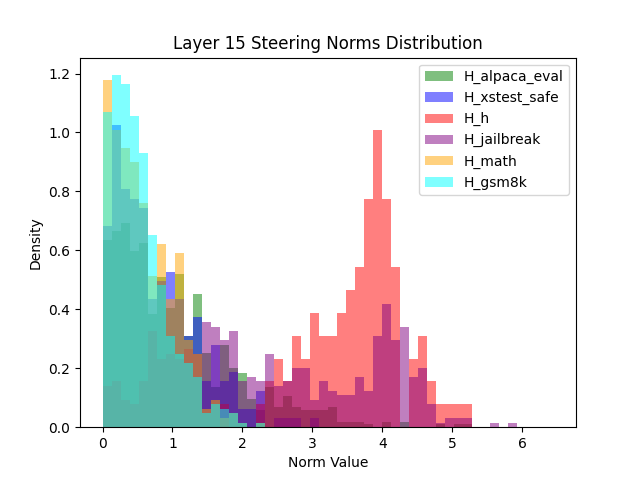 Layer 15 Steering Norms Distribution
1.2
1.0
0.8
0.6
0.4
0.2
0.0
Density
H_alpaca_eval
H_xstest_safe
H_h
H_jailbreak
H_math
H_gsm8k
0 1 2 3 4 5 6
Norm Value